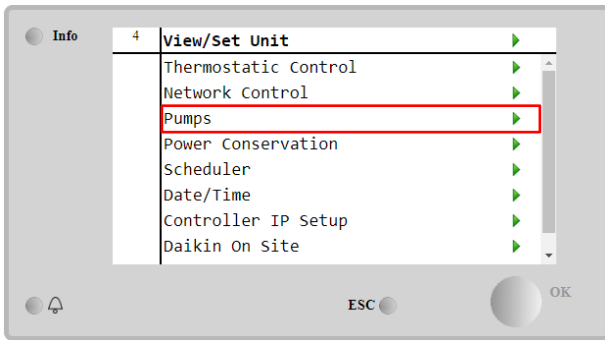 Info
4 View/Set Unit
Thermostatic Control
Network Control
Pumps
Power Conservation
Scheduler
Date/Time
Controller IP Setup
Daikin On Site
ESC
OK